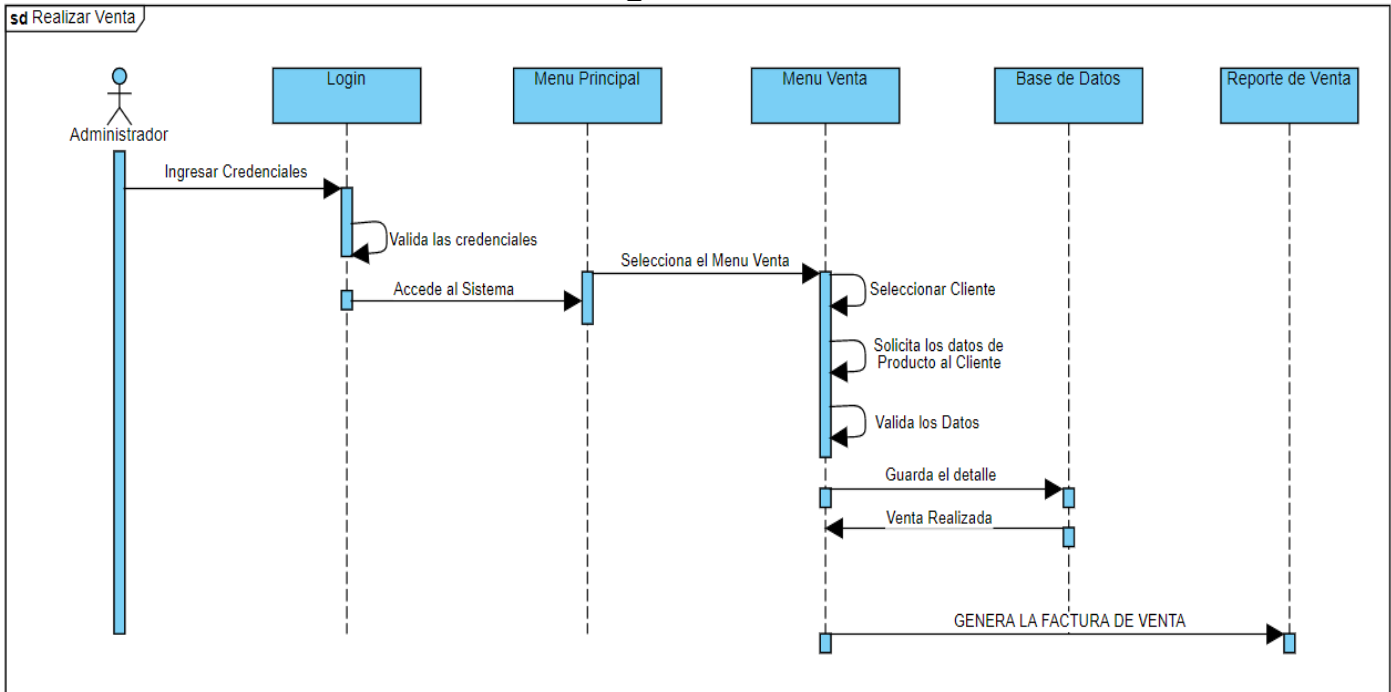 sd Realizar Venta
Login
Menu Principal
Menu Venta
Base de Datos
Reporte de Venta
Administrador
Ingresar Credenciales
Valida las credenciales
Selecciona el Menu Venta
Accede al Sistema
Seleccionar Cliente
Solicita los datos de
Producto al Cliente
Valida los Datos
Guarda el detalle
Venta Realizada
GENERA LA FACTURA DE VENTA